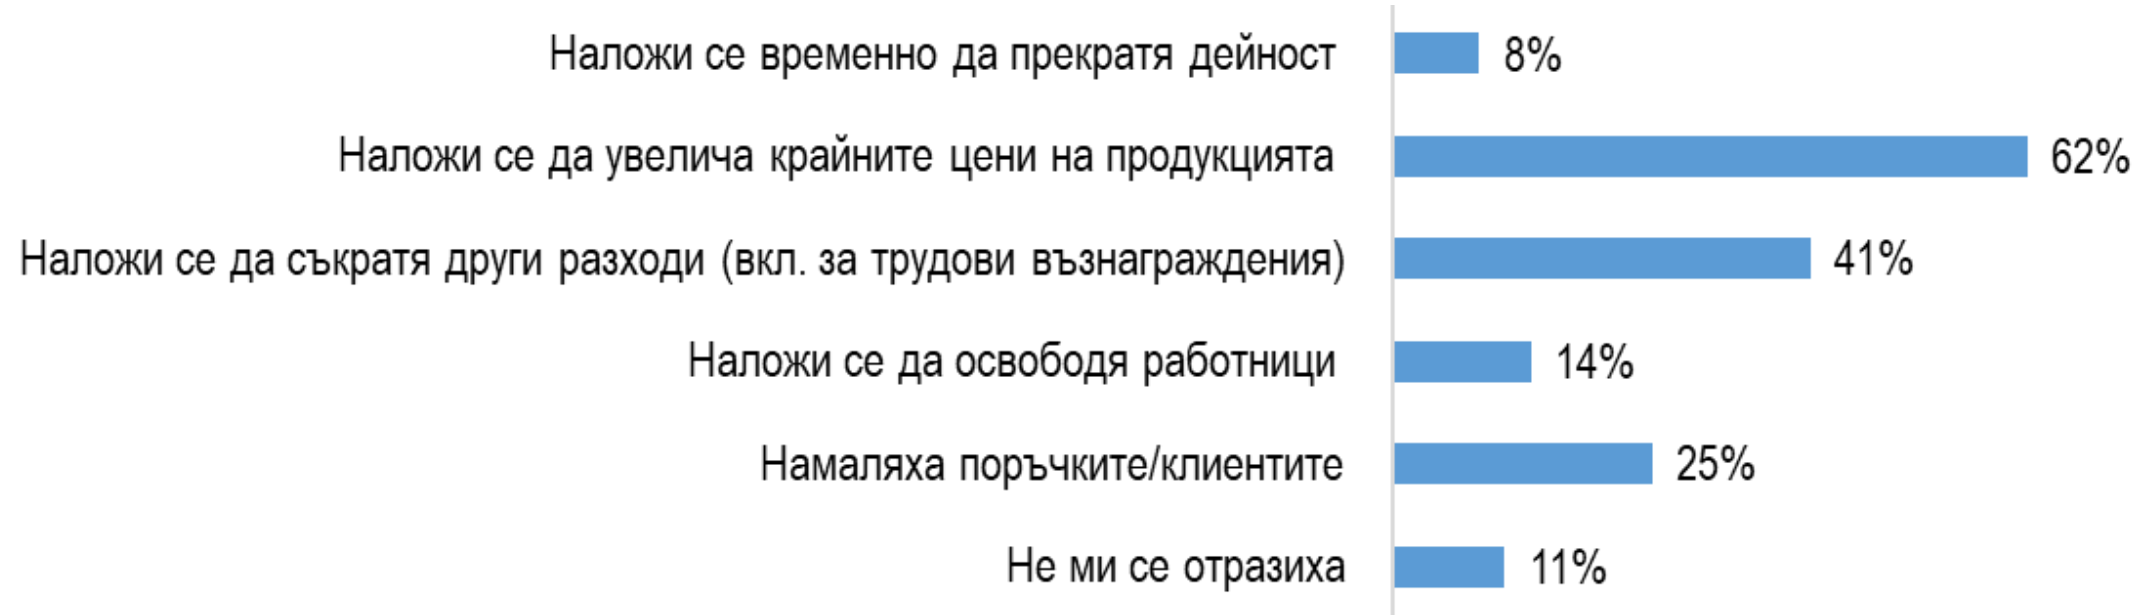 Наложи се временно да прекратя дейност 8%
Наложи се да увелича крайните цени на продукцията 62%
Наложи се да съкратя други разходи (вкл. за трудови възнаграждения) 41%
Наложи се да освободя работници 14%
Намаляха поръчките/клиентите 25%
Не ми се отразиха 11%